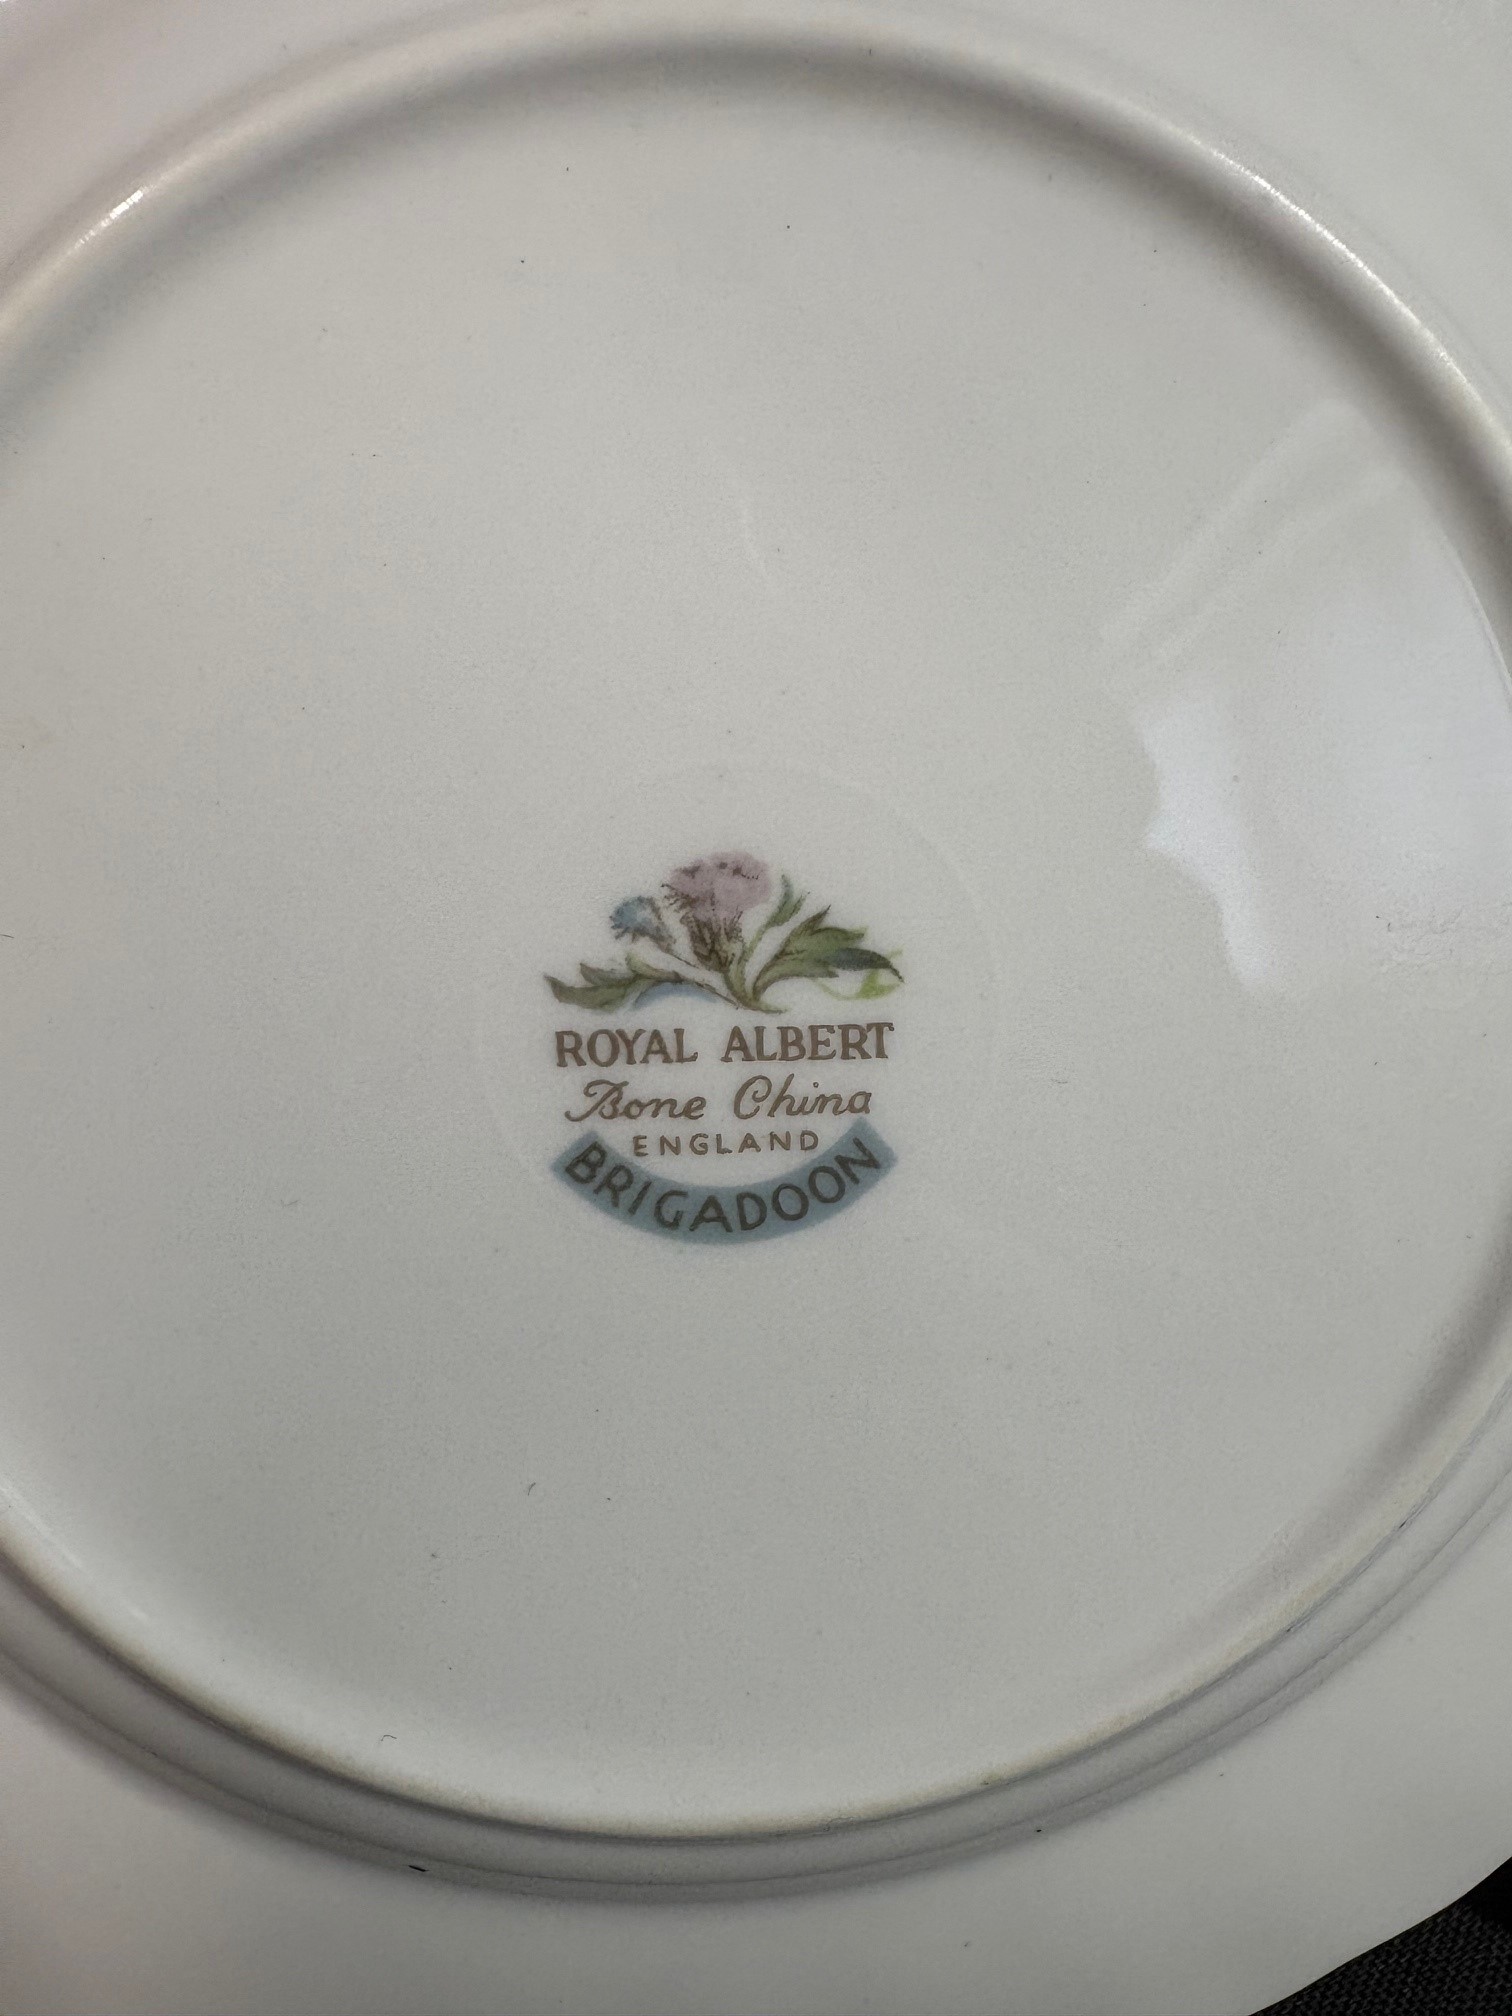 ROYAL ALBERT
Bone China
ENGLAND
BRIGADOON